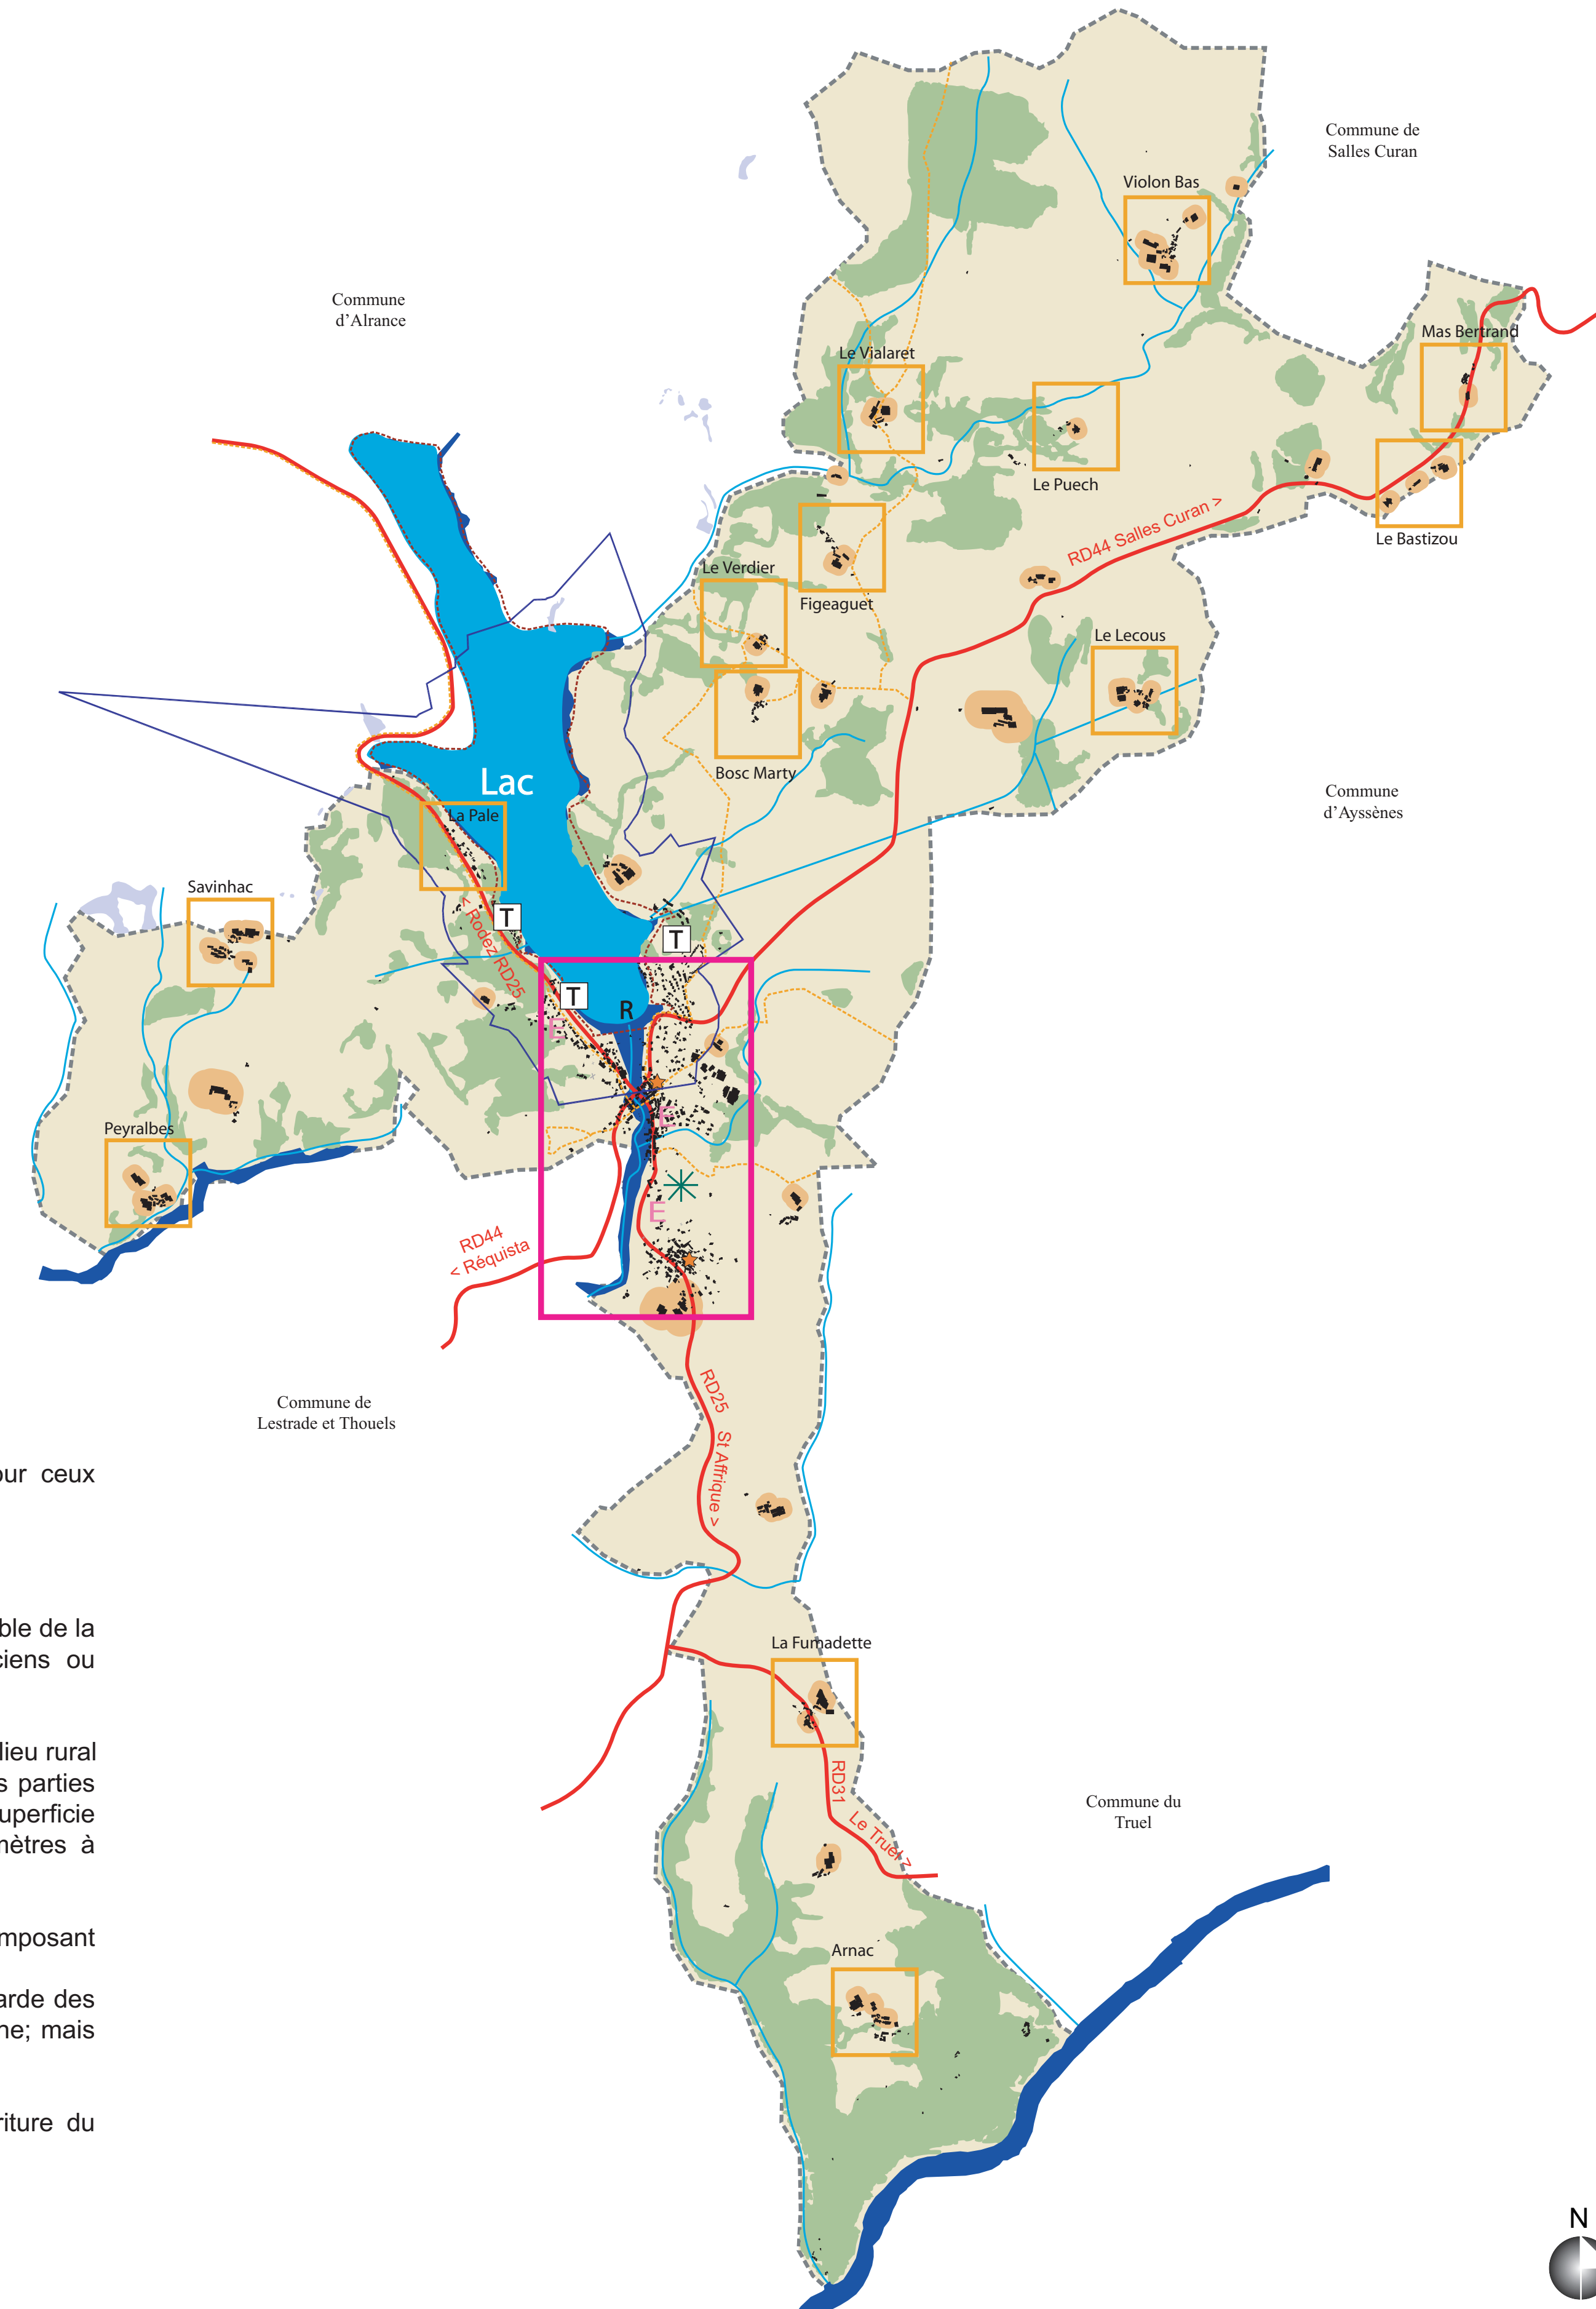 Commune de
Salles Curan
Violon Bas
Commune
d'Alrance
Mas Bertrand
Le Vialaret
Le Puech
RD44 Salles Curan >
Le Bastizou
Le Verdier
Figeaguet
Le Lecous
Bosc Marty
Lac
Commune
d'Ayssènes
La Pale
Savinhac
< Rodez RD25
T
T
T
R
E
E
Peyralbes
E
RD44
< Réquista
RD25
St Affrique >
Commune de
Lestrade et Thouels
our ceux
ble de la
ciens ou
La Fumadette
lieu rural
s parties
uperficie
mètres à
RD31
Le Truel >
Commune du
Truel
mposant
Arnac
arde des
ne; mais
riture du
N